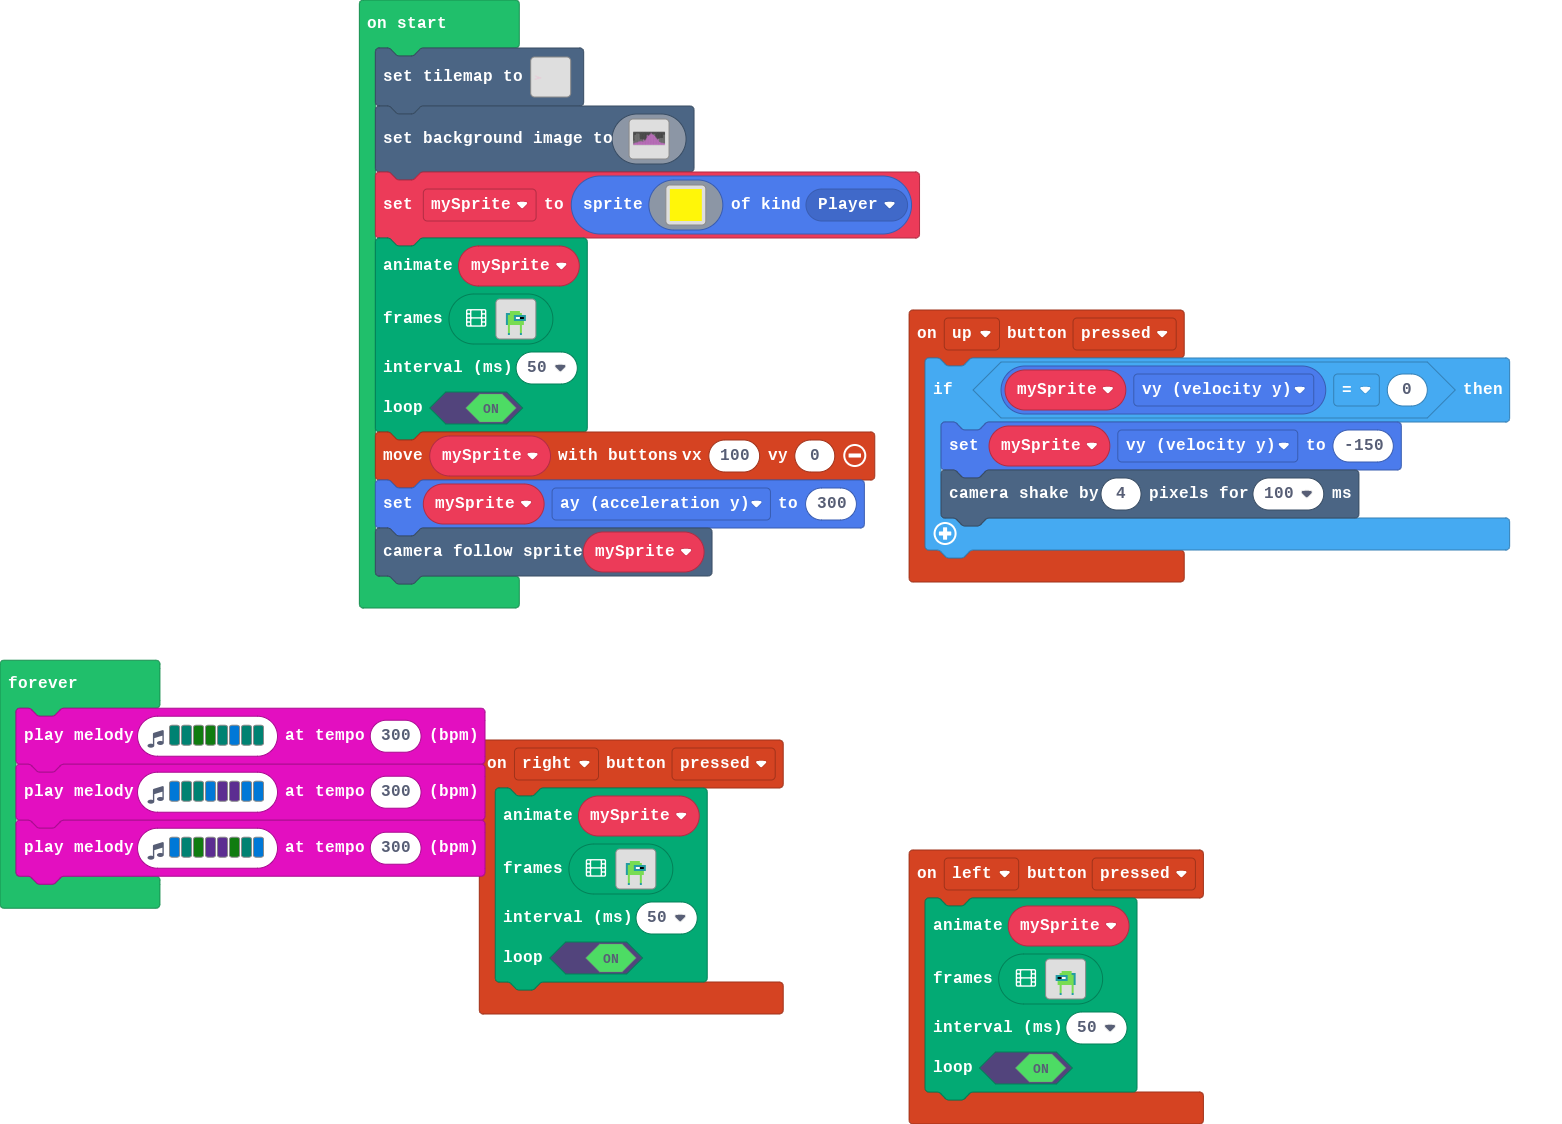 on start
set tilemap to
set background image to
set mySprite to sprite of kind Player
animate mySprite
frames
interval (ms) 50
loop ON
move mySprite with buttons vx 100 vy 0
set mySprite ay (acceleration y) to 300
camera follow sprite mySprite
on up button pressed
if mySprite vy (velocity y) = 0 then
set mySprite vy (velocity y) to -150
camera shake by 4 pixels for 100 ms
forever
play melody at tempo 300 (bpm)
play melody at tempo 300 (bpm)
play melody at tempo 300 (bpm)
on right button pressed
animate mySprite
frames
interval (ms) 50
loop ON
on left button pressed
animate mySprite
frames
interval (ms) 50
loop ON